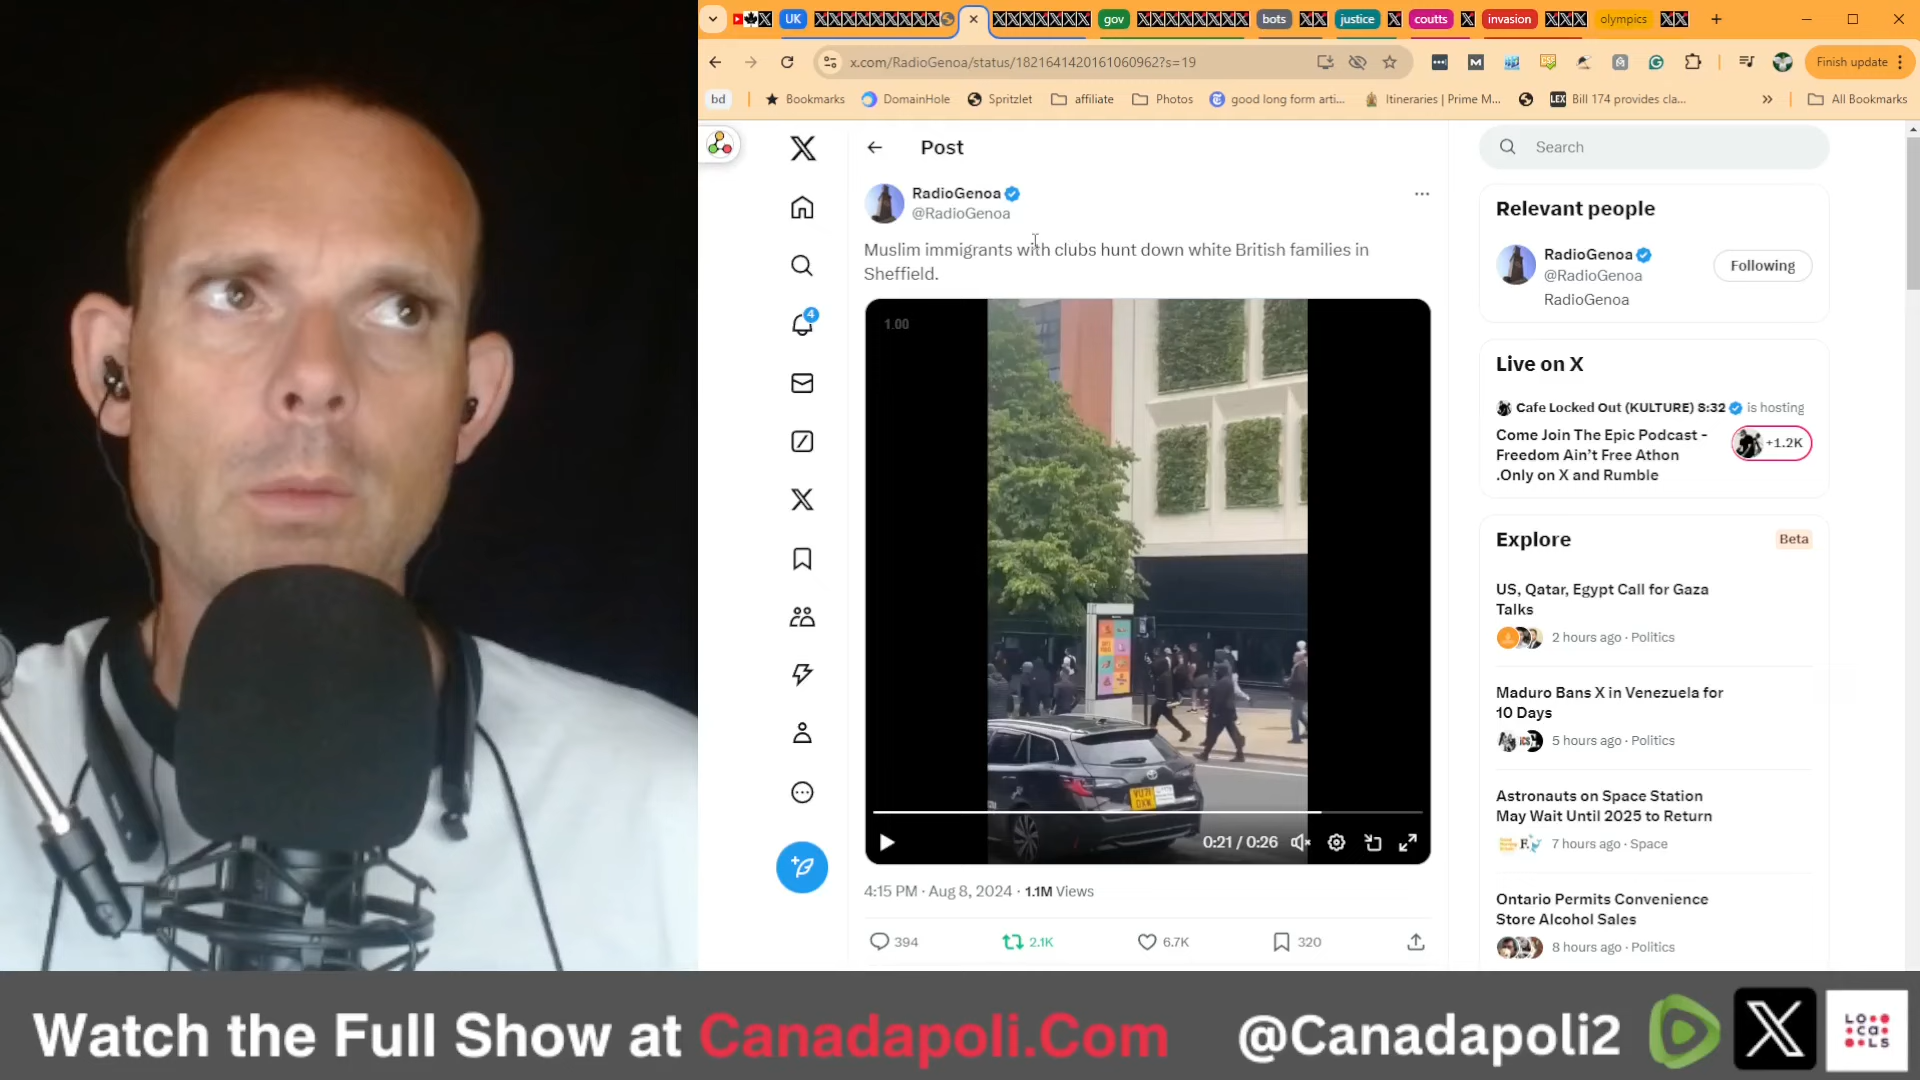 UK
gov
bots
justice
coutts
invasion
olympics
x.com/RadioGenoa/status/1821641420161060962?s=19
Finish update
bd
Bookmarks
DomainHole
Spritzlet
affiliate
Photos
good long form arti...
Itineraries | Prime M...
LEX
Bill 174 provides cla...
All Bookmarks
Post
Search
RadioGenoa
@RadioGenoa
Muslim immigrants with clubs hunt down white British families in
Sheffield.
1.00
0:21 / 0:26
4:15 PM · Aug 8, 2024 · 1.1M Views
394
2.1K
6.7K
320
4
Relevant people
RadioGenoa
@RadioGenoa
RadioGenoa
Following
Live on X
Cafe Locked Out (KULTURE) 8:32 is hosting
Come Join The Epic Podcast -
Freedom Ain't Free Athon
.Only on X and Rumble
+1.2K
Explore
Beta
US, Qatar, Egypt Call for Gaza
Talks
2 hours ago · Politics
Maduro Bans X in Venezuela for
10 Days
5 hours ago · Politics
Astronauts on Space Station
May Wait Until 2025 to Return
7 hours ago · Space
Ontario Permits Convenience
Store Alcohol Sales
8 hours ago · Politics
Watch the Full Show at Canadapoli.Com
@Canadapoli2
LO
CA
LS